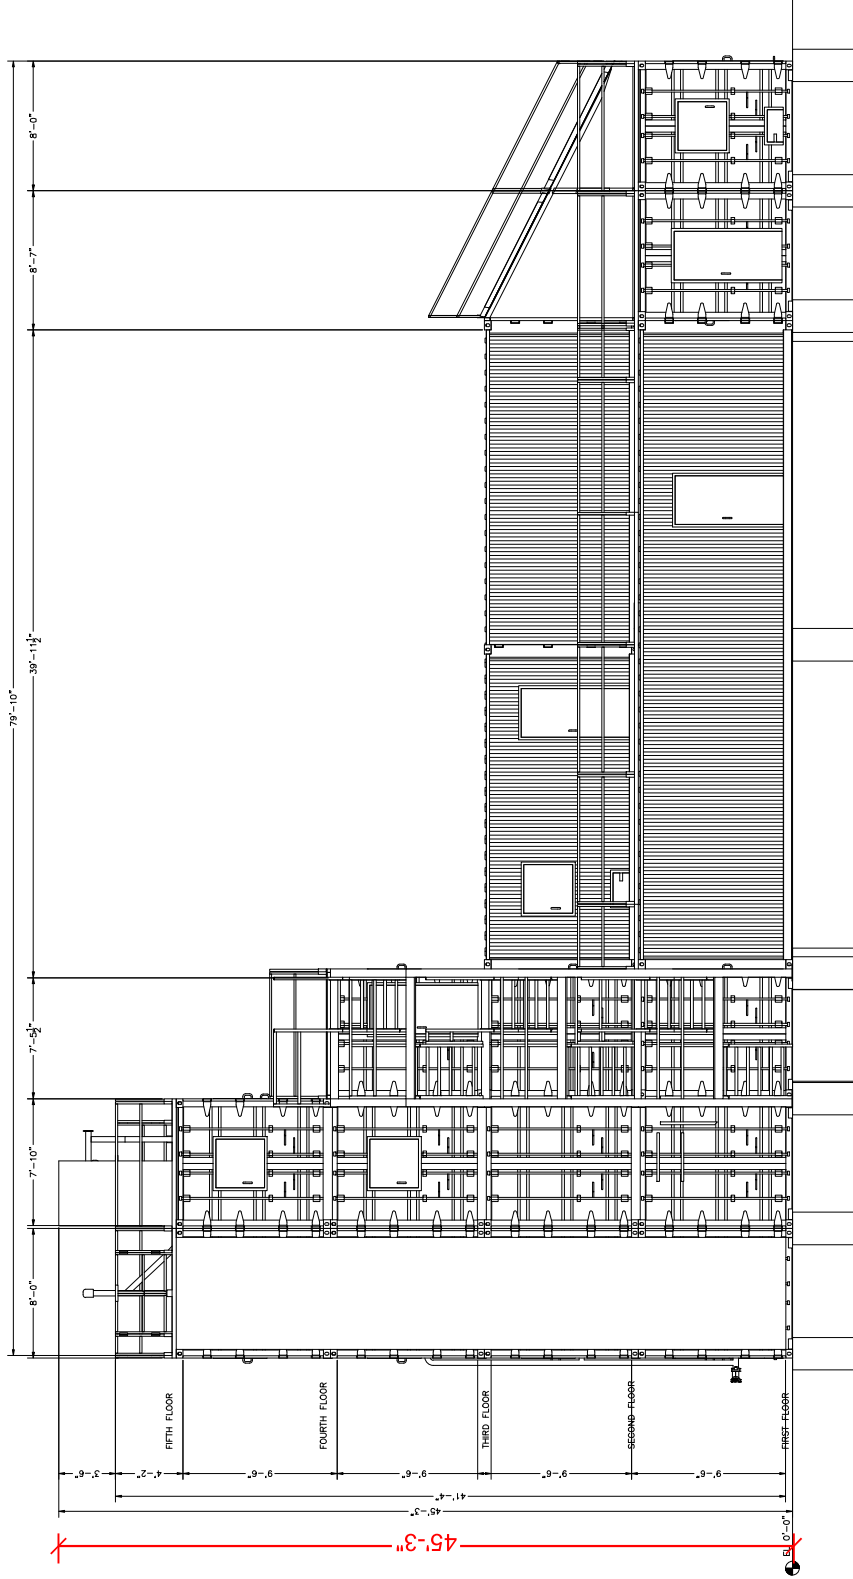 79'-10"
8'-0"
7'-10"
7'-5½"
39'-11½"
8'-7"
8'-0"
3'-6"
4'-2"
9'-6"
9'-6"
9'-6"
9'-6"
41'-4"
45'-3"
45'-3"
FIFTH FLOOR
FOURTH FLOOR
THIRD FLOOR
SECOND FLOOR
FIRST FLOOR
EL 0'-0"